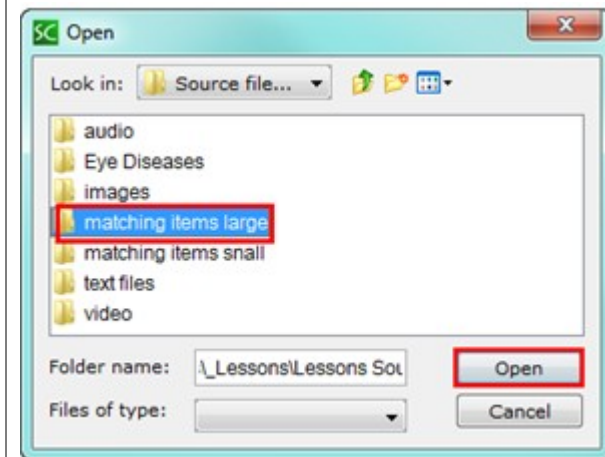 SC Open
Look in: Source file...
audio
Eye Diseases
images
matching items large
matching items snall
text files
video
Folder name: :\_Lessons\Lessons Sou
Open
Files of type:
Cancel